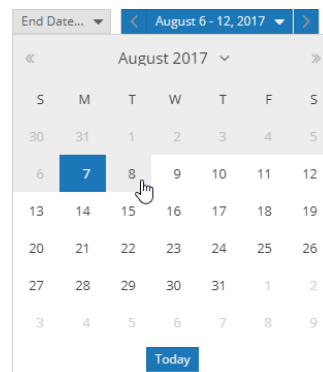 End Date... August 6 - 12, 2017
« August 2017 »
S M T W T F S
30 31 1 2 3 4 5
6 7 8 9 10 11 12
13 14 15 16 17 18 19
20 21 22 23 24 25 26
27 28 29 30 31 1 2
3 4 5 6 7 8 9
Today